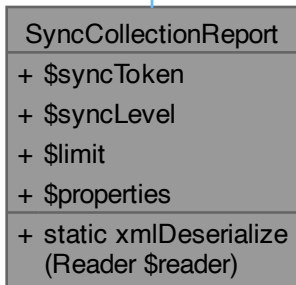 SyncCollectionReport
+ $syncToken
+ $syncLevel
+ $limit
+ $properties
+ static xmlDeserialize
(Reader $reader)